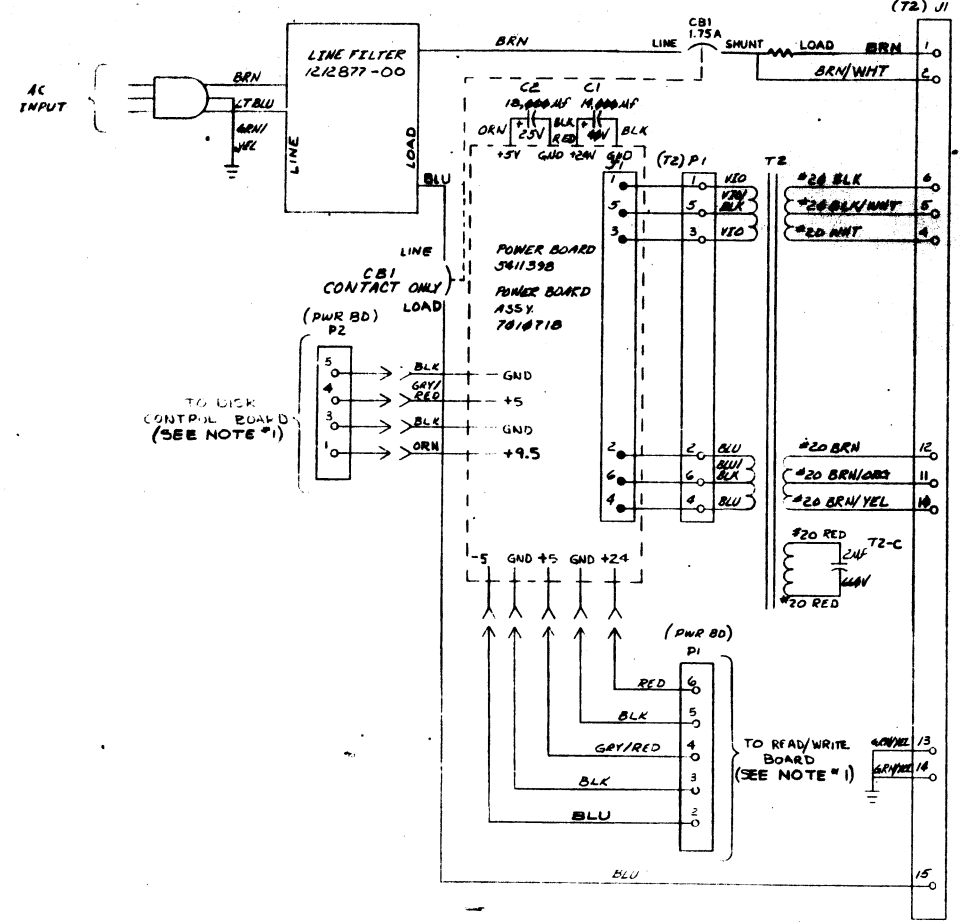 (T2) J1
CB1
1.75A
BRN
LINE
SHUNT
LOAD
BRN
1
BRN/WHT
2
LINE FILTER
1212877-00
AC
INPUT
BRN
LT BLU
GRN/
YEL
LINE
LOAD
BLU
C2
25V
C1
ORN
+
BLK
RED
+
BLK
+5V
GND
+24V
GND
J1
(T2) P1
T2
1
1
VIO
VIO/
#20 BLK
6
5
5
BLK
#20 BLK/WHT
5
3
3
VIO
#20 WHT
4
LINE
CB1
CONTACT ONLY
LOAD
POWER BOARD
5411398
POWER BOARD
ASSY.
7010718
(PWR BD)
P2
5
BLK
GND
4
GRY/
RED
+5
3
BLK
GND
1
ORN
+9.5
TO DISK
CONTROL BOARD
(SEE NOTE #1)
2
2
BLU
#20 BRN
12
BLU/
6
6
BLK
#20 BRN/ORG
11
4
4
BLU
#20 BRN/YEL
10
#20 RED
2MF
T2-C
#20 RED
-5
GND
+5
GND
+24
(PWR BD)
P1
RED
6
BLK
5
GRY/RED
4
BLK
3
BLU
2
TO READ/WRITE
BOARD
(SEE NOTE #1)
GRN/YEL
13
GRN/YEL
14
BLU
15